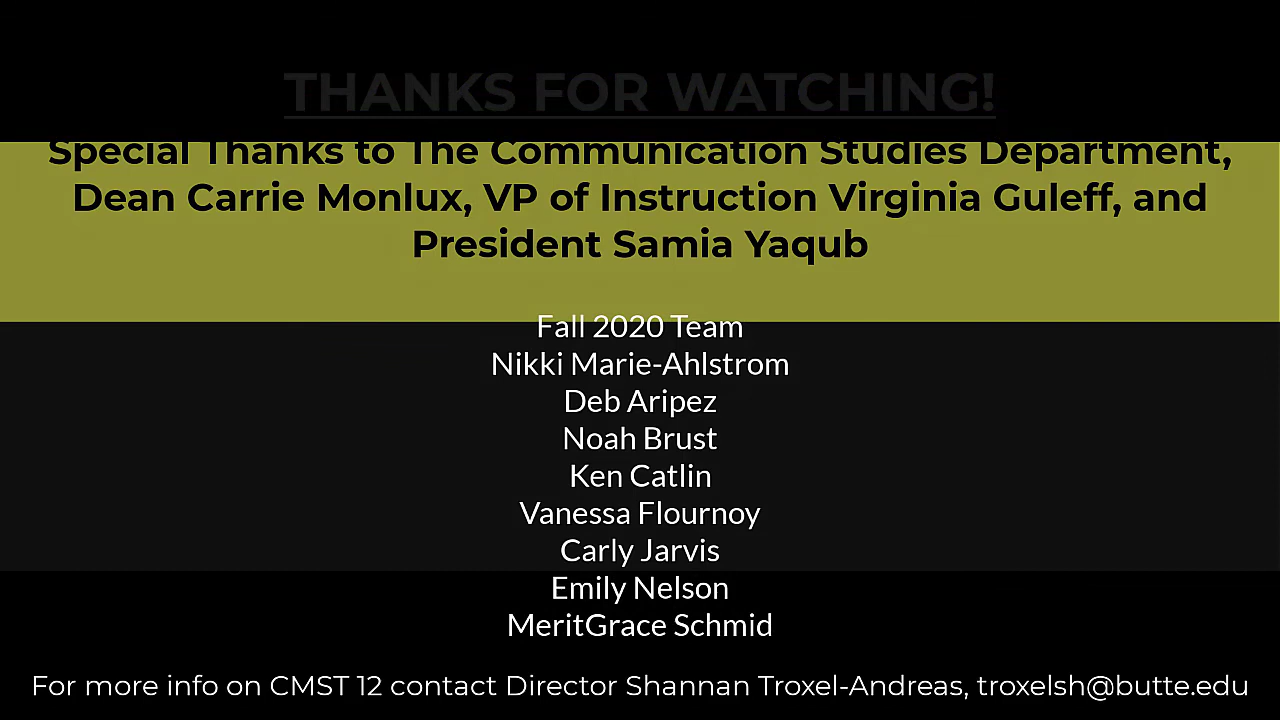 THANKS FOR WATCHING!
Special Thanks to The Communication Studies Department,
Dean Carrie Monlux, VP of Instruction Virginia Guleff, and
President Samia Yaqub
Fall 2020 Team
Nikki Marie-Ahlstrom
Deb Aripez
Noah Brust
Ken Catlin
Vanessa Flournoy
Carly Jarvis
Emily Nelson
MeritGrace Schmid
For more info on CMST 12 contact Director Shannan Troxel-Andreas, troxelsh@butte.edu